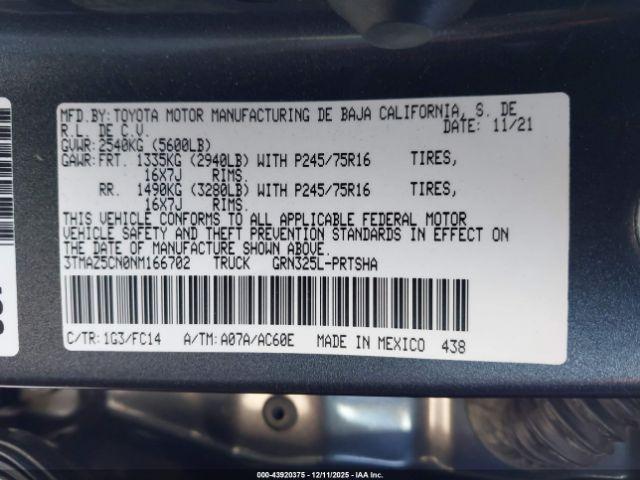 MFD.BY: TOYOTA MOTOR MANUFACTURING DE BAJA CALIFORNIA, S. DE
R.L. DE C.V. DATE: 11/21
GVWR: 2540KG (5600LB)
GAWR: FRT. 1335KG (2940LB) WITH P245/75R16 TIRES,
16X7J RIMS.
RR. 1490KG (3280LB) WITH P245/75R16 TIRES,
16X7J RIMS.
THIS VEHICLE CONFORMS TO ALL APPLICABLE FEDERAL MOTOR
VEHICLE SAFETY AND THEFT PREVENTION STANDARDS IN EFFECT ON
THE DATE OF MANUFACTURE SHOWN ABOVE.
3TMAZ5CN0NM166702 TRUCK GRN325L-PRTSHA
C/TR: 1G3/FC14 A/TM: A07A/AC60E MADE IN MEXICO 438
000-43920375 - 12/11/2025 - IAA Inc.